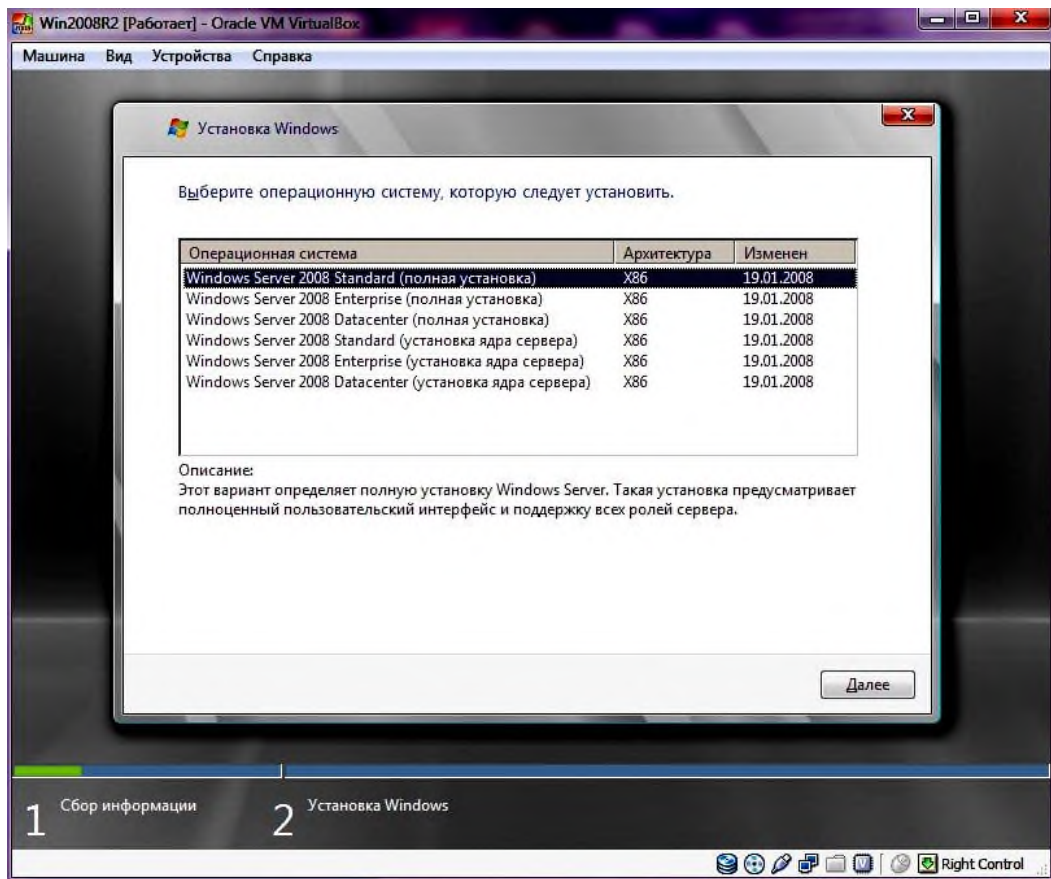 Win2008R2 [Работает] - Oracle VM VirtualBox
Машина Вид Устройства Справка
Установка Windows
Выберите операционную систему, которую следует установить.
Операционная система Архитектура Изменен
Windows Server 2008 Standard (полная установка) X86 19.01.2008
Windows Server 2008 Enterprise (полная установка) X86 19.01.2008
Windows Server 2008 Datacenter (полная установка) X86 19.01.2008
Windows Server 2008 Standard (установка ядра сервера) X86 19.01.2008
Windows Server 2008 Enterprise (установка ядра сервера) X86 19.01.2008
Windows Server 2008 Datacenter (установка ядра сервера) X86 19.01.2008
Описание:
Этот вариант определяет полную установку Windows Server. Такая установка предусматривает
полноценный пользовательский интерфейс и поддержку всех ролей сервера.
Далее
1 Сбор информации 2 Установка Windows
Right Control